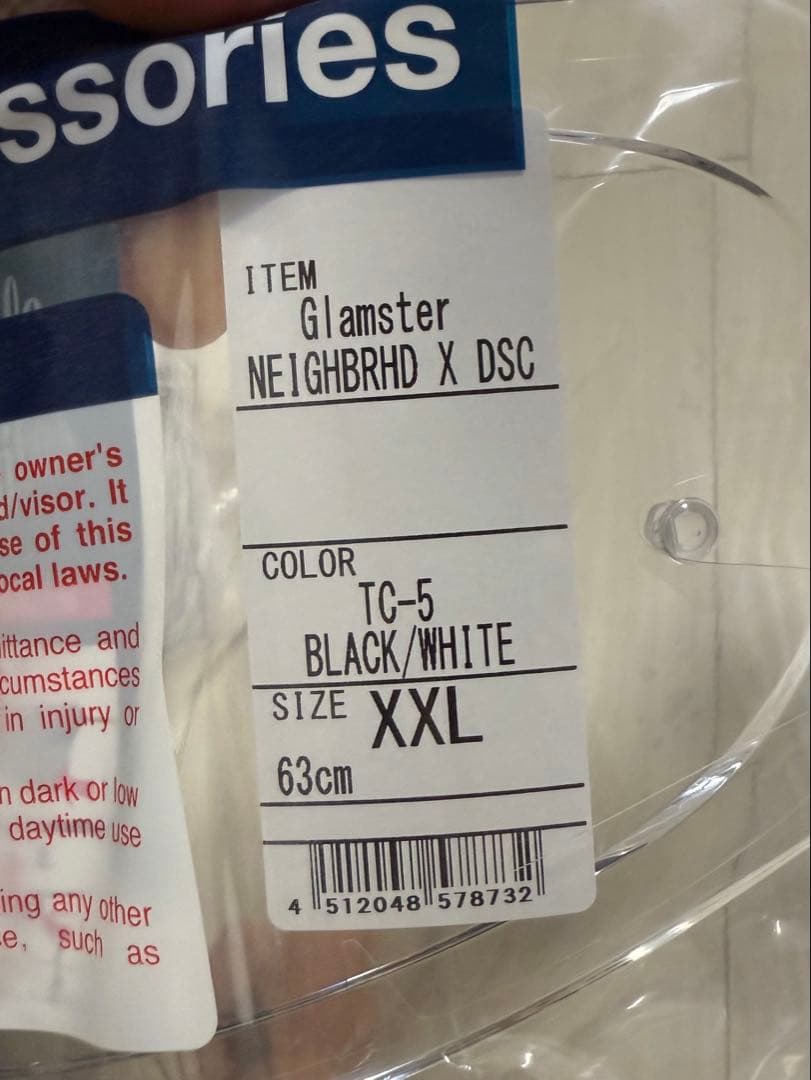 ssories
ITEM
Glamster
NEIGHBRHD X DSC
COLOR
TC-5
BLACK/WHITE
SIZE XXL
63cm
4 512048 578732
owner's
d/visor. It
se of this
ocal laws.
ittance and
cumstances
in injury or
n dark or low
daytime use
ing any other
e, such as